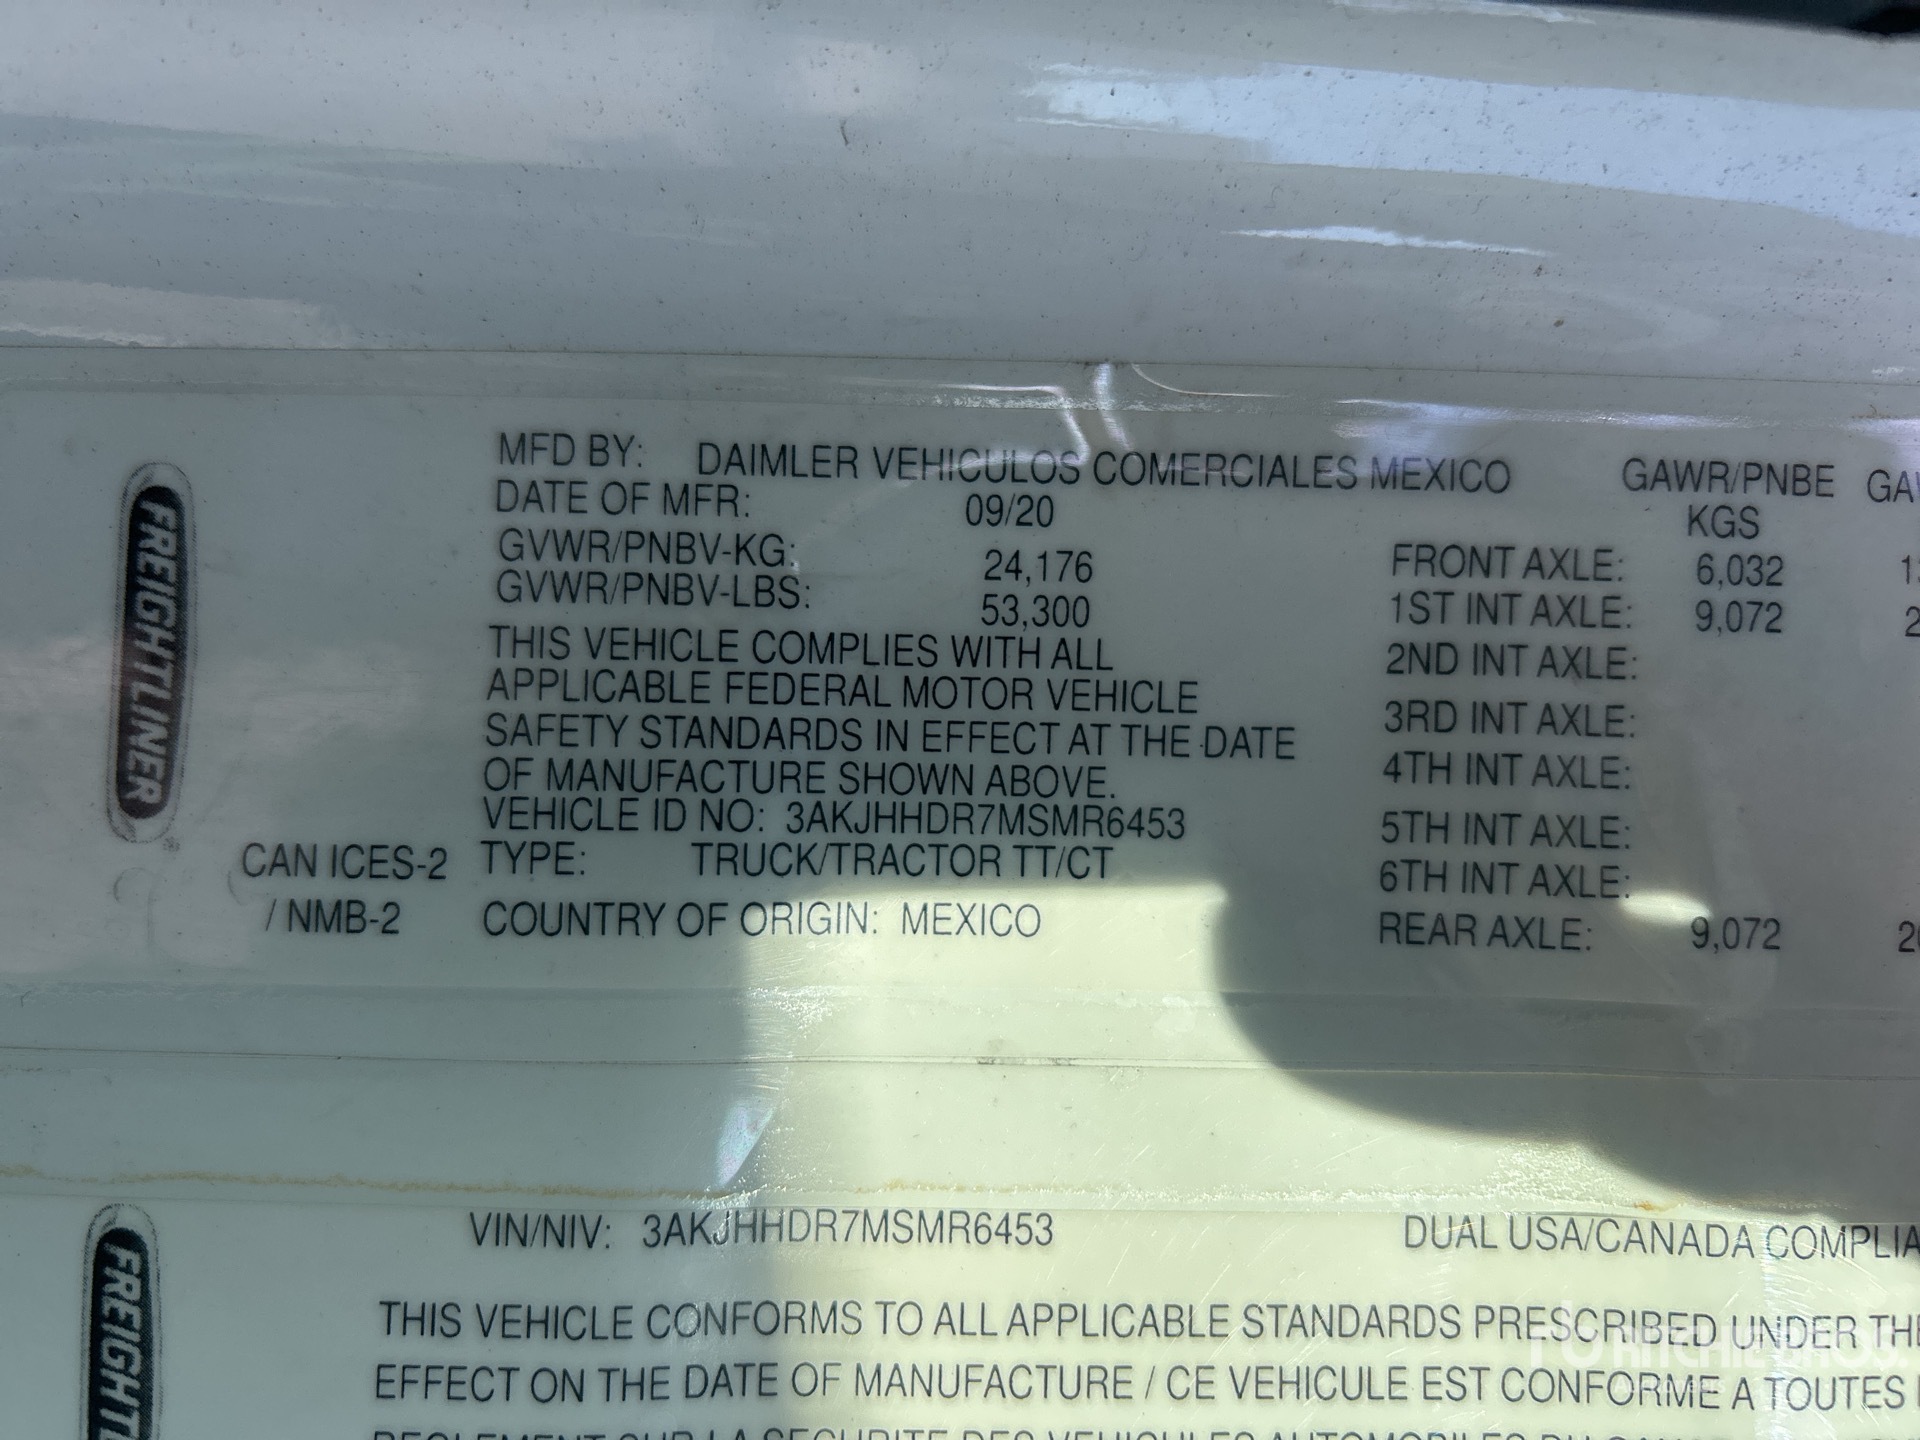 FREIGHTLINER
MFD BY: DAIMLER VEHICULOS COMERCIALES MEXICO
DATE OF MFR: 09/20
GVWR/PNBV-KG: 24,176
GVWR/PNBV-LBS: 53,300
THIS VEHICLE COMPLIES WITH ALL
APPLICABLE FEDERAL MOTOR VEHICLE
SAFETY STANDARDS IN EFFECT AT THE DATE
OF MANUFACTURE SHOWN ABOVE.
VEHICLE ID NO: 3AKJHHDR7MSMR6453
CAN ICES-2 TYPE: TRUCK/TRACTOR TT/CT
/ NMB-2 COUNTRY OF ORIGIN: MEXICO
GAWR/PNBE
KGS
FRONT AXLE: 6,032
1ST INT AXLE: 9,072
2ND INT AXLE:
3RD INT AXLE:
4TH INT AXLE:
5TH INT AXLE:
6TH INT AXLE:
REAR AXLE: 9,072
VIN/NIV: 3AKJHHDR7MSMR6453 DUAL USA/CANADA
THIS VEHICLE CONFORMS TO ALL APPLICABLE STANDARDS PRESCRIBED UNDER
EFFECT ON THE DATE OF MANUFACTURE / CE VEHICULE EST CONFORME A TOUTES